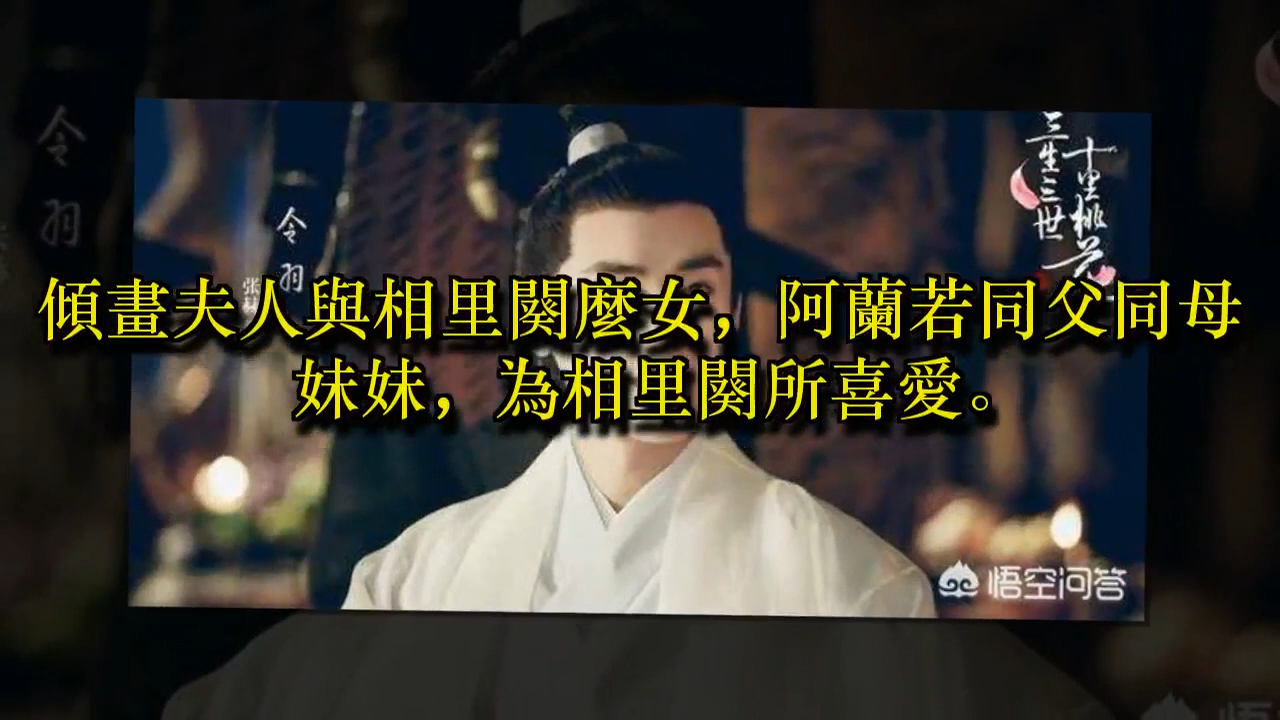 三生三世
十里桃花
令羽
张
傾畫夫人與相里闋麼女，阿蘭若同父同母
妹妹，為相里闋所喜愛。
悟空问答
令羽